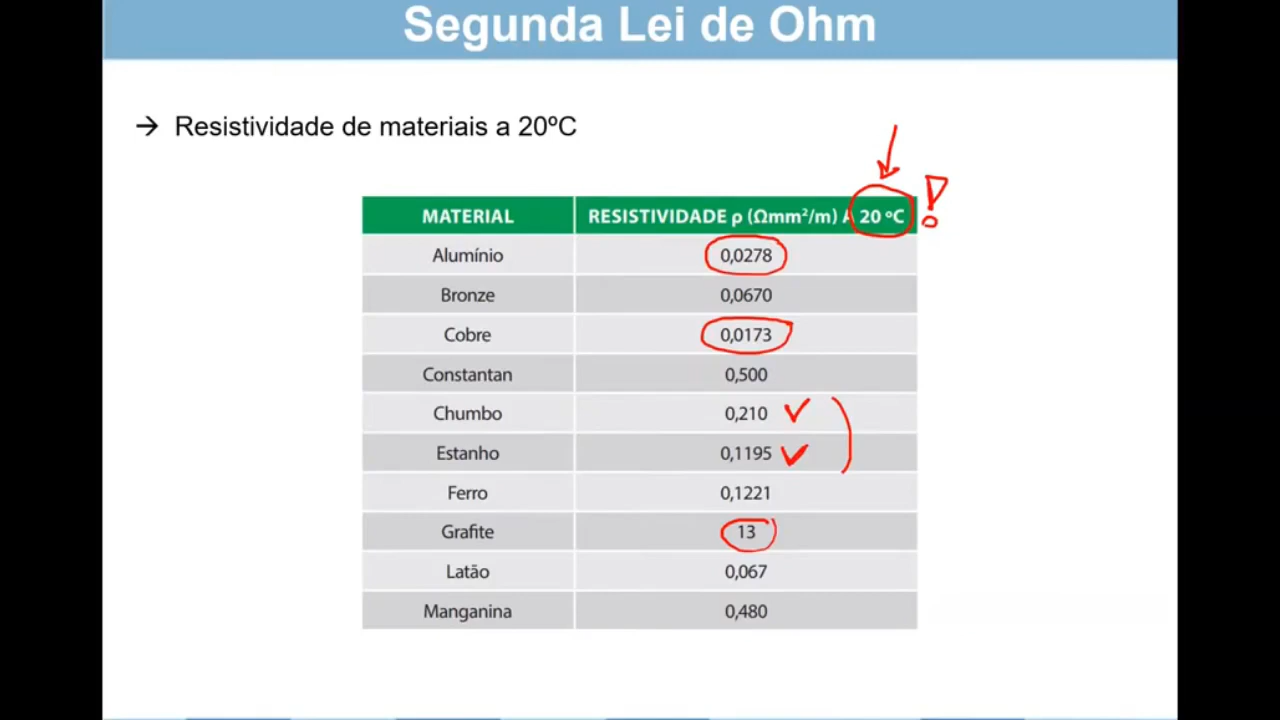 Segunda Lei de Ohm
→ Resistividade de materiais a 20ºC
MATERIAL RESISTIVIDADE ρ (Ωmm²/m) A 20 ºC
Alumínio 0,0278
Bronze 0,0670
Cobre 0,0173
Constantan 0,500
Chumbo 0,210
Estanho 0,1195
Ferro 0,1221
Grafite 13
Latão 0,067
Manganina 0,480